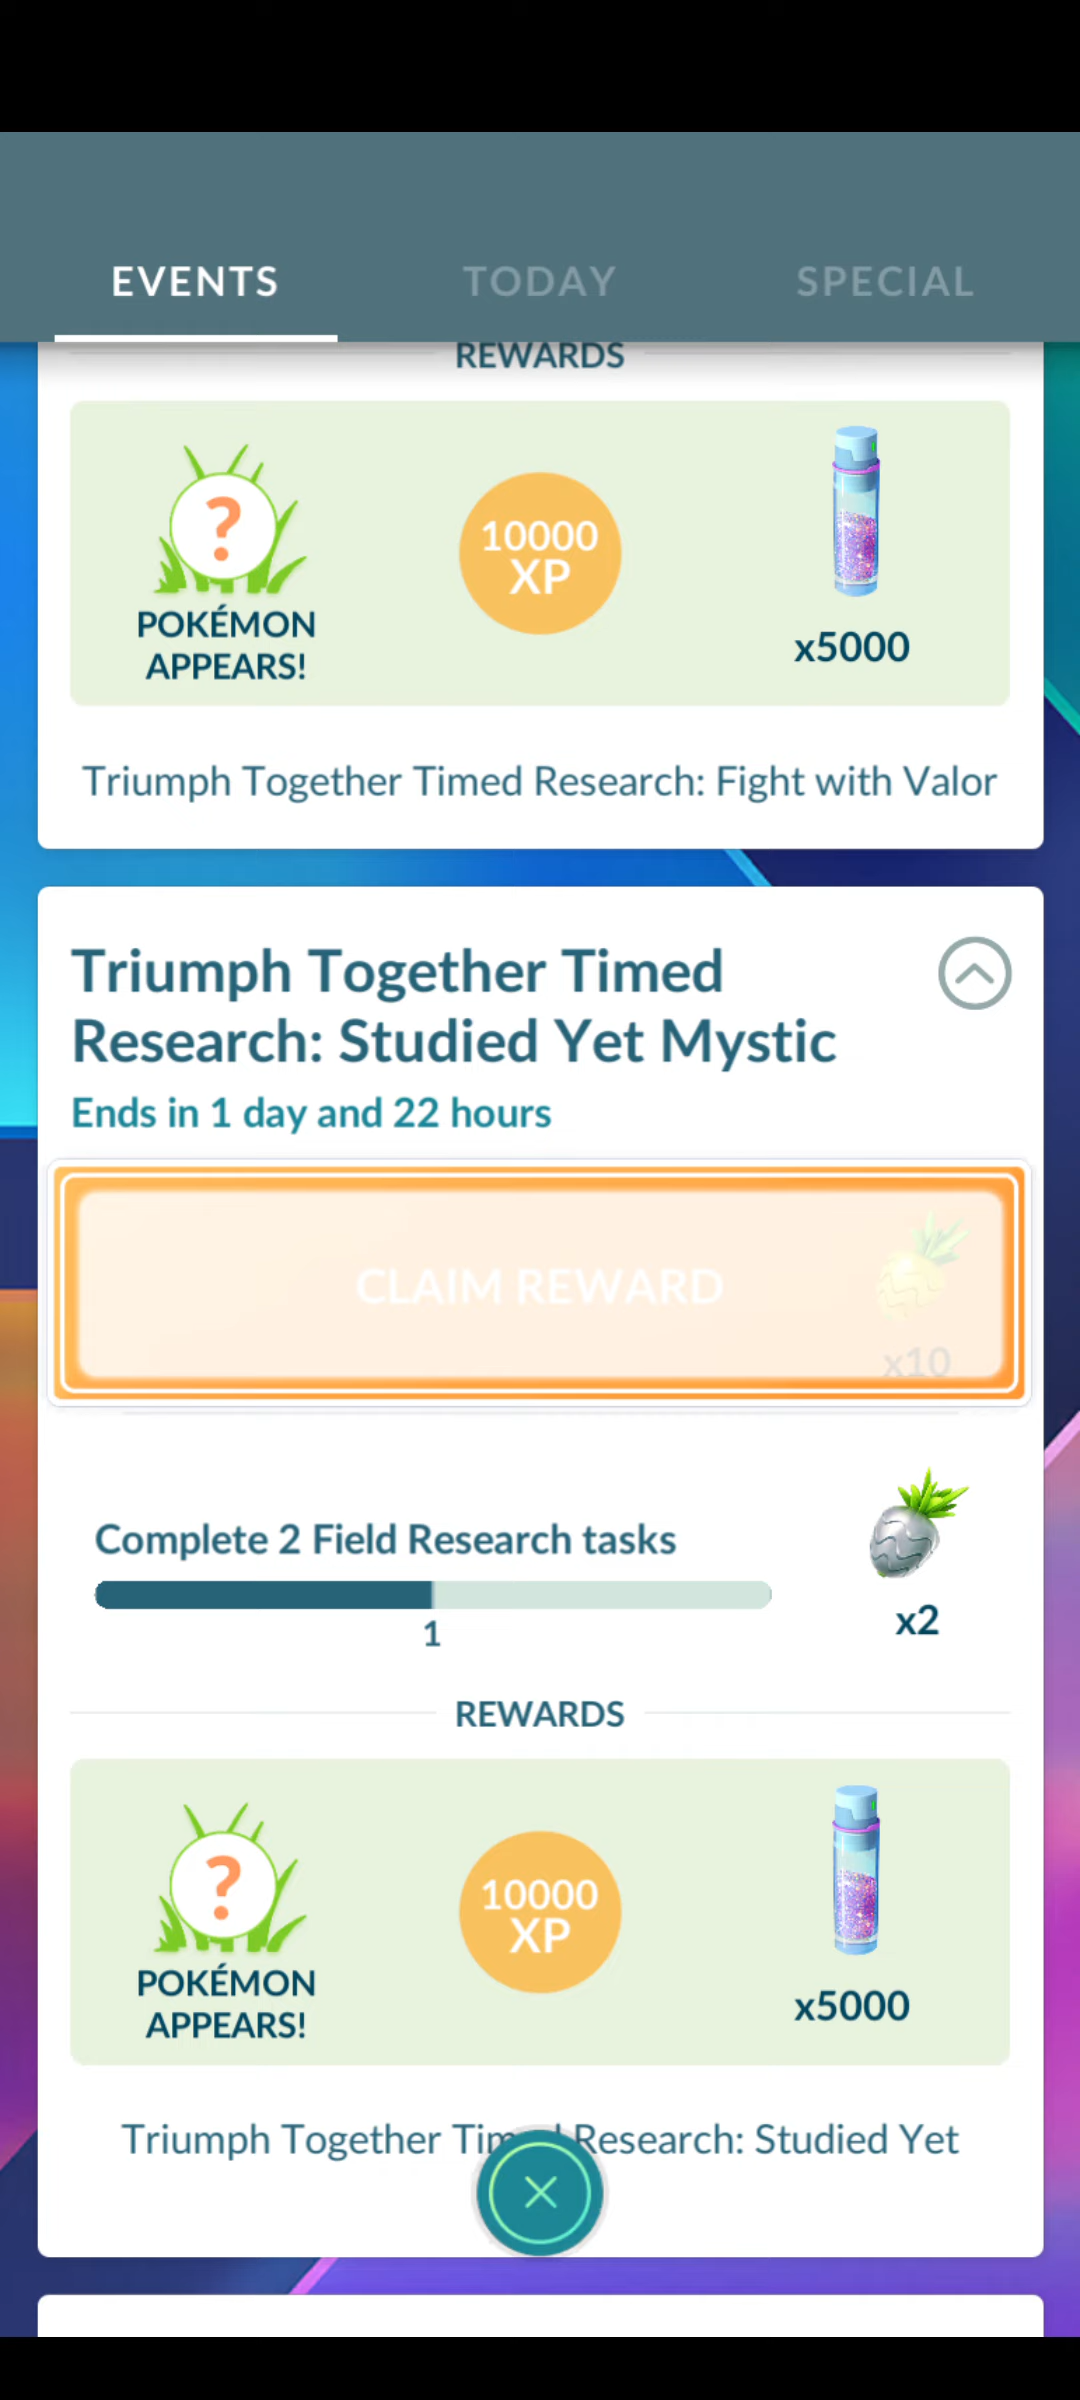 EVENTS
TODAY
SPECIAL
REWARDS
?
10000
XP
POKÉMON
APPEARS!
x5000
Triumph Together Timed Research: Fight with Valor
Triumph Together Timed
Research: Studied Yet Mystic
Ends in 1 day and 22 hours
CLAIM REWARD
x10
Complete 2 Field Research tasks
1
x2
REWARDS
?
10000
XP
POKÉMON
APPEARS!
x5000
Triumph Together Research: Studied Yet